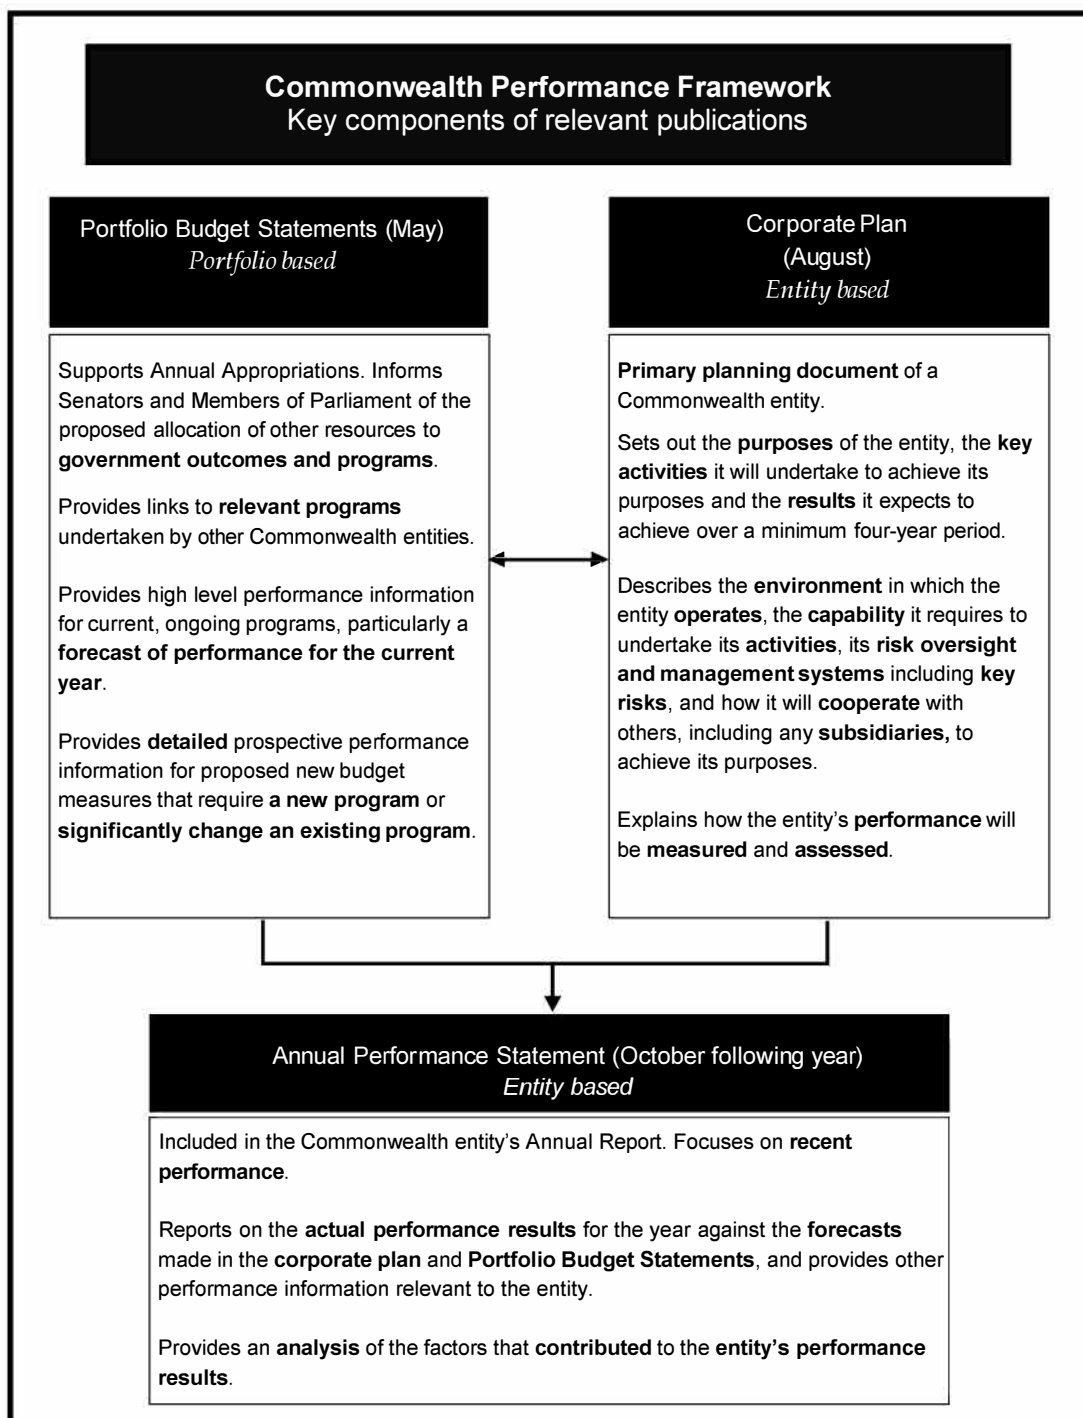 Commonwealth Performance Framework
Key components of relevant publications
Portfolio Budget Statements (May)
Portfolio based
Supports Annual Appropriations. Informs
Senators and Members of Parliament of the
proposed allocation of other resources to
government outcomes and programs.
Provides links to relevant programs
undertaken by other Commonwealth entities.
Provides high level performance information
for current, ongoing programs, particularly a
forecast of performance for the current
year.
Provides detailed prospective performance
information for proposed new budget
measures that require a new program or
significantly change an existing program.
Corporate Plan
(August)
Entity based
Primary planning document of a
Commonwealth entity.
Sets out the purposes of the entity, the key
activities it will undertake to achieve its
purposes and the results it expects to
achieve over a minimum four-year period.
Describes the environment in which the
entity operates, the capability it requires to
undertake its activities, its risk oversight
and management systems including key
risks, and how it will cooperate with
others, including any subsidiaries, to
achieve its purposes.
Explains how the entity's performance will
be measured and assessed.
Annual Performance Statement (October following year)
Entity based
Included in the Commonwealth entity's Annual Report. Focuses on recent
performance.
Reports on the actual performance results for the year against the forecasts
made in the corporate plan and Portfolio Budget Statements, and provides other
performance information relevant to the entity.
Provides an analysis of the factors that contributed to the entity's performance
results.